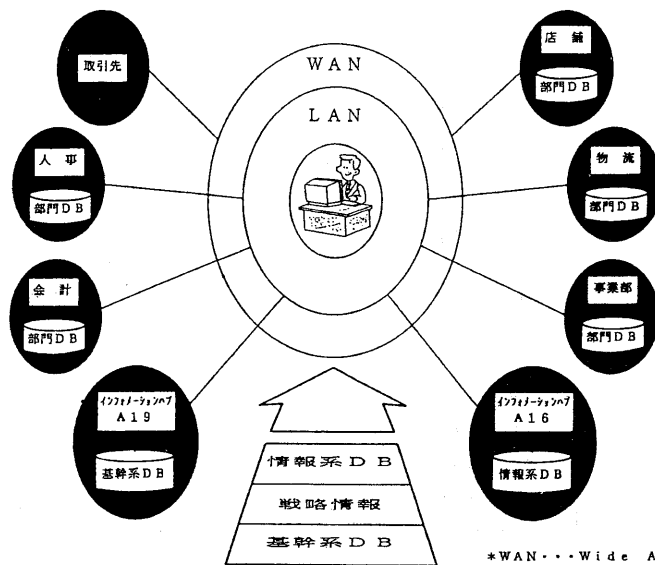 WAN
LAN
取引先
店 舗
部門DB
人 事
部門DB
物 流
部門DB
会 計
部門DB
事業部
部門DB
インフォメーションハブ
A19
基幹系DB
インフォメーションハブ
A16
情報系DB
情報系DB
戦略情報
基幹系DB
*WAN・・・Wide A